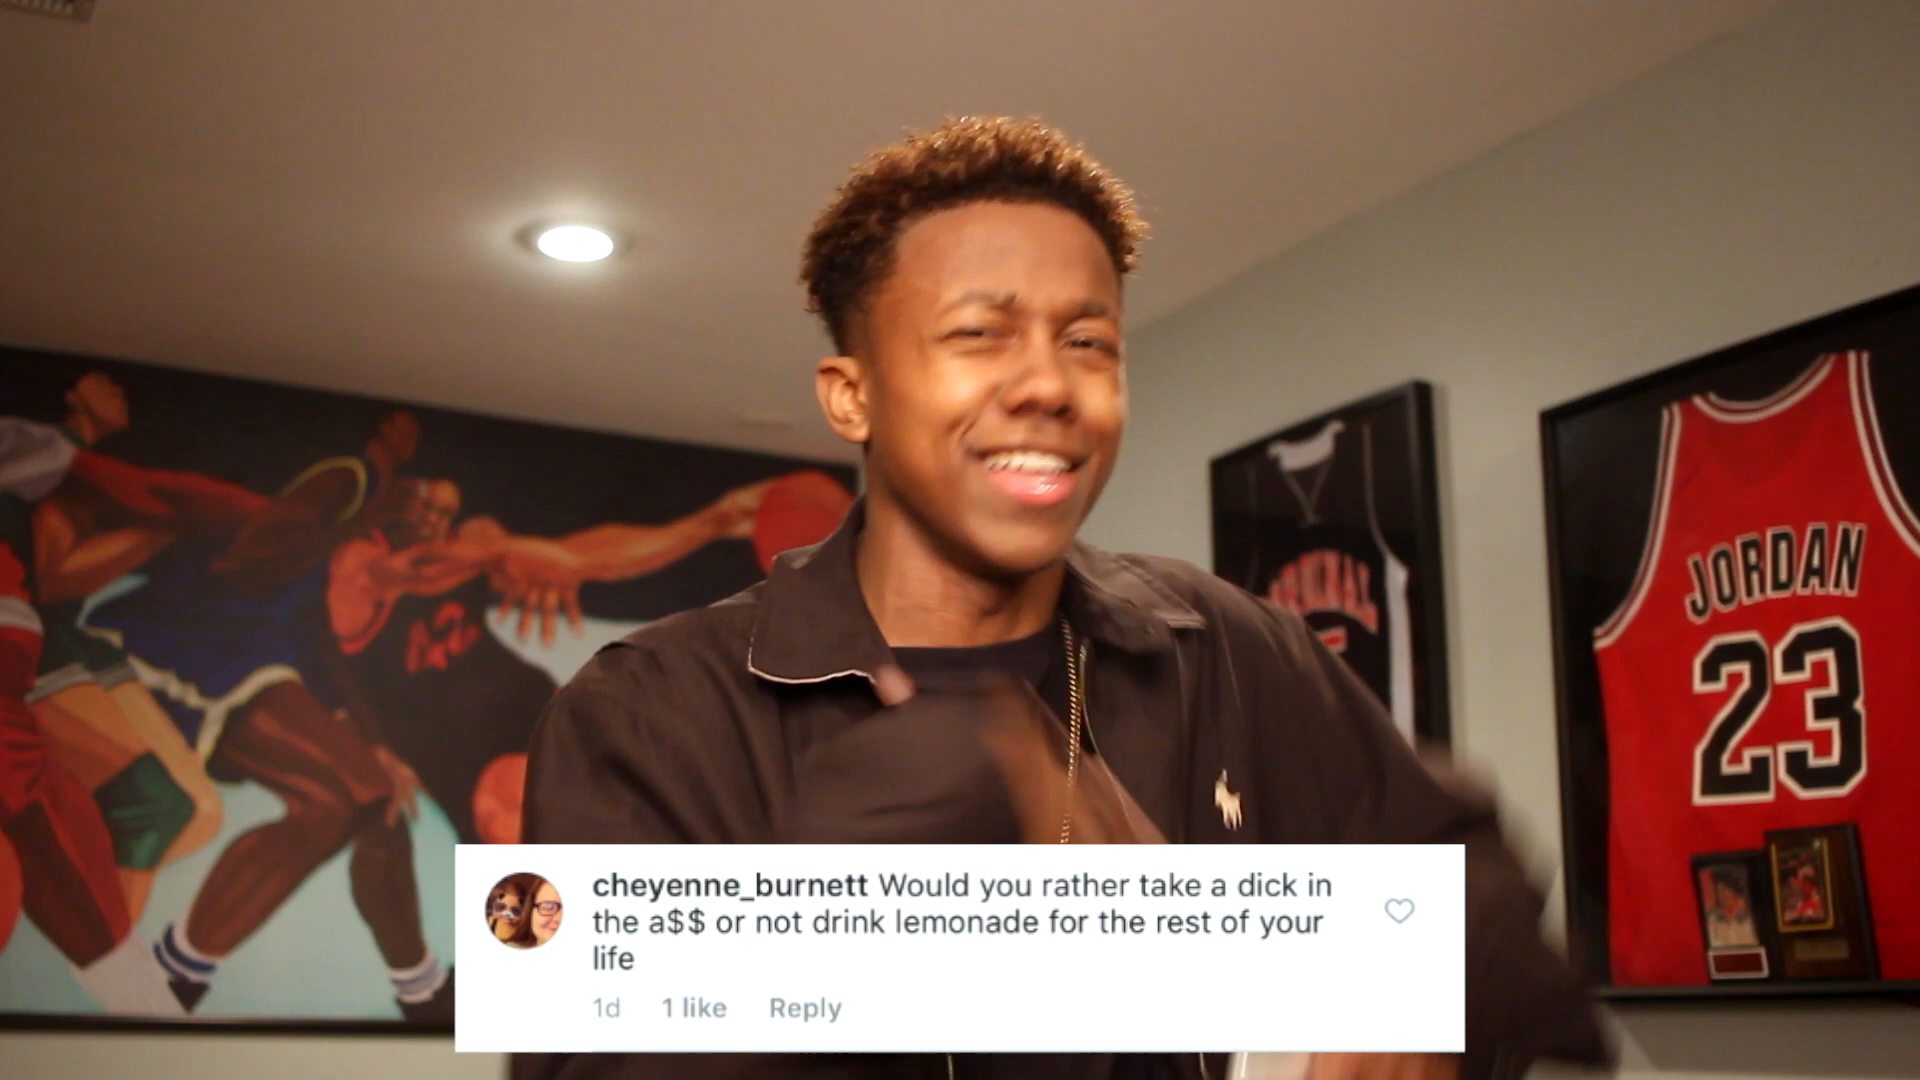 JORDAN
23
cheyenne_burnett Would you rather take a dick in
the a$$ or not drink lemonade for the rest of your
life
1d 1 like Reply